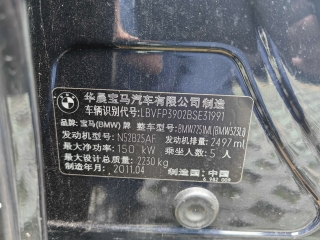 华晨宝马汽车有限公司制造
车辆识别代号:LBVFP3902BSE31991
品牌:宝马(BMW)牌 整车型号:BMW7251MA(BMW523Li)
发动机型号:N52B25AF 发动机排量:2497ml
最大净功率:150 kW 乘坐人数:5 人
最大设计总质量:2230 kg
制造年月:2011.04 制造国:中国